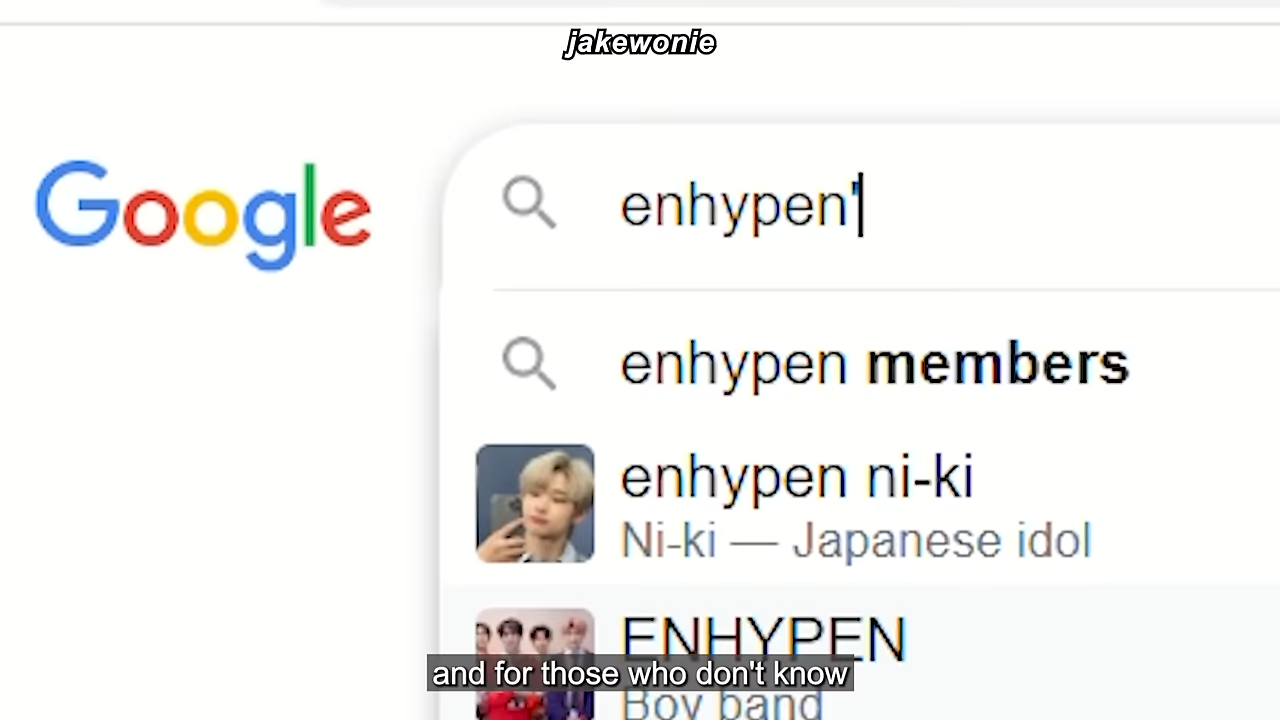 jakewonie
Google
enhypen'
enhypen members
enhypen ni-ki
Ni-ki — Japanese idol
ENHYPEN
and for those who don't know
Boy band